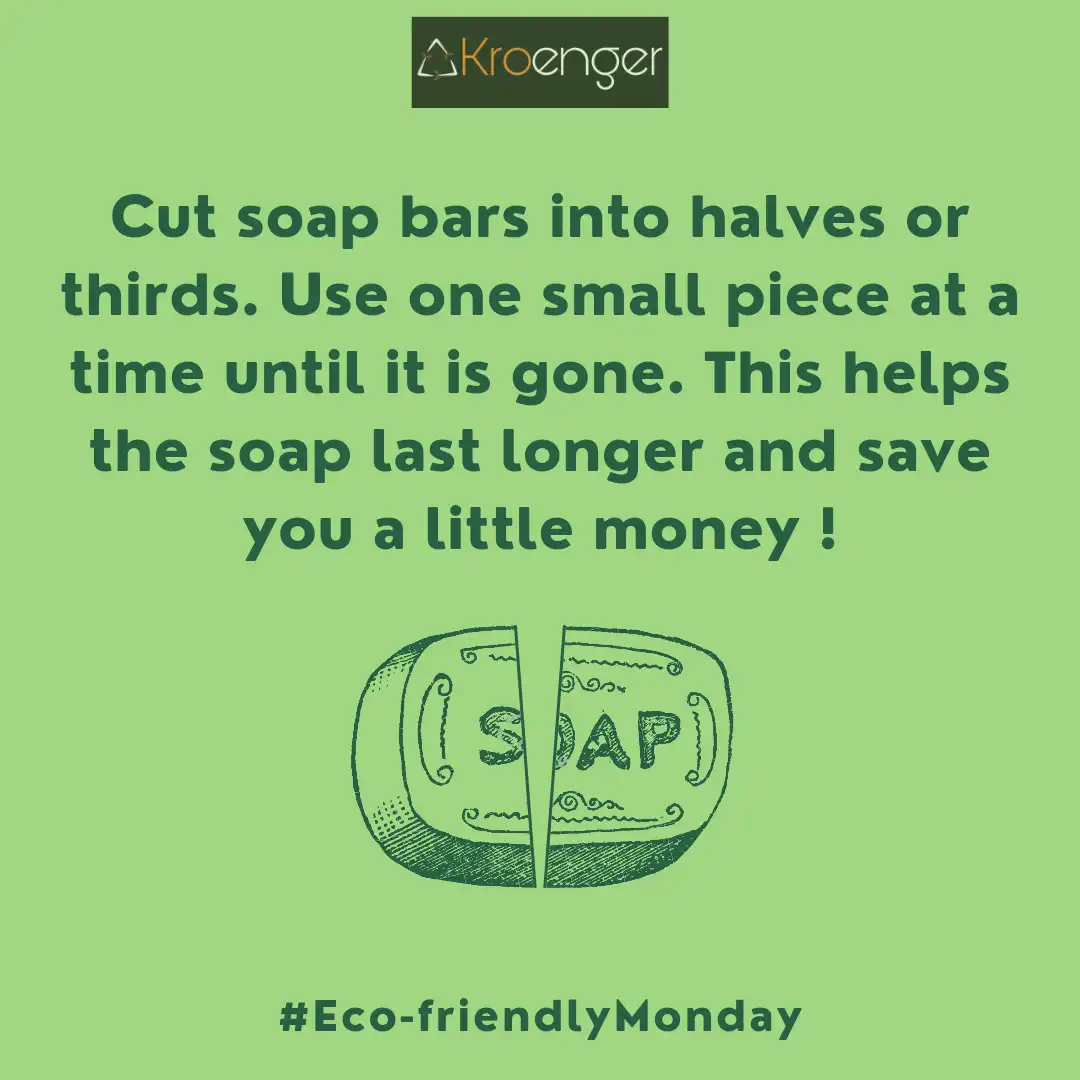 Kroenger
Cut soap bars into halves or
thirds. Use one small piece at a
time until it is gone. This helps
the soap last longer and save
you a little money !
SOAP
#Eco-friendlyMonday